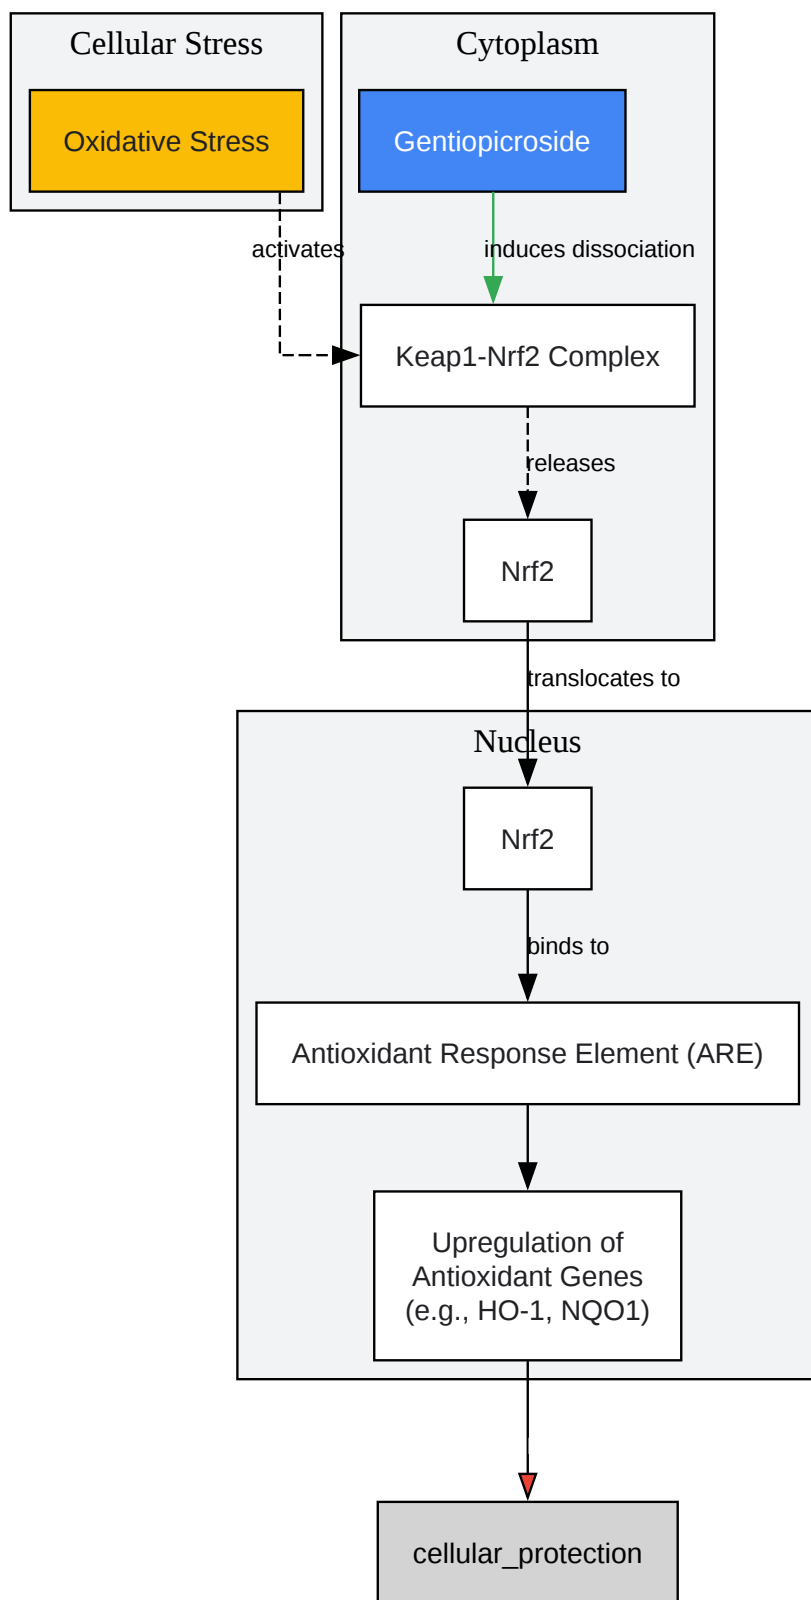 Cellular Stress
Cytoplasm
Oxidative Stress
Gentiopicroside
activates
induces dissociation
Keap1-Nrf2 Complex
releases
Nrf2
translocates to
Nucleus
Nrf2
binds to
Antioxidant Response Element (ARE)
Upregulation of
Antioxidant Genes
(e.g., HO-1, NQO1)
cellular_protection